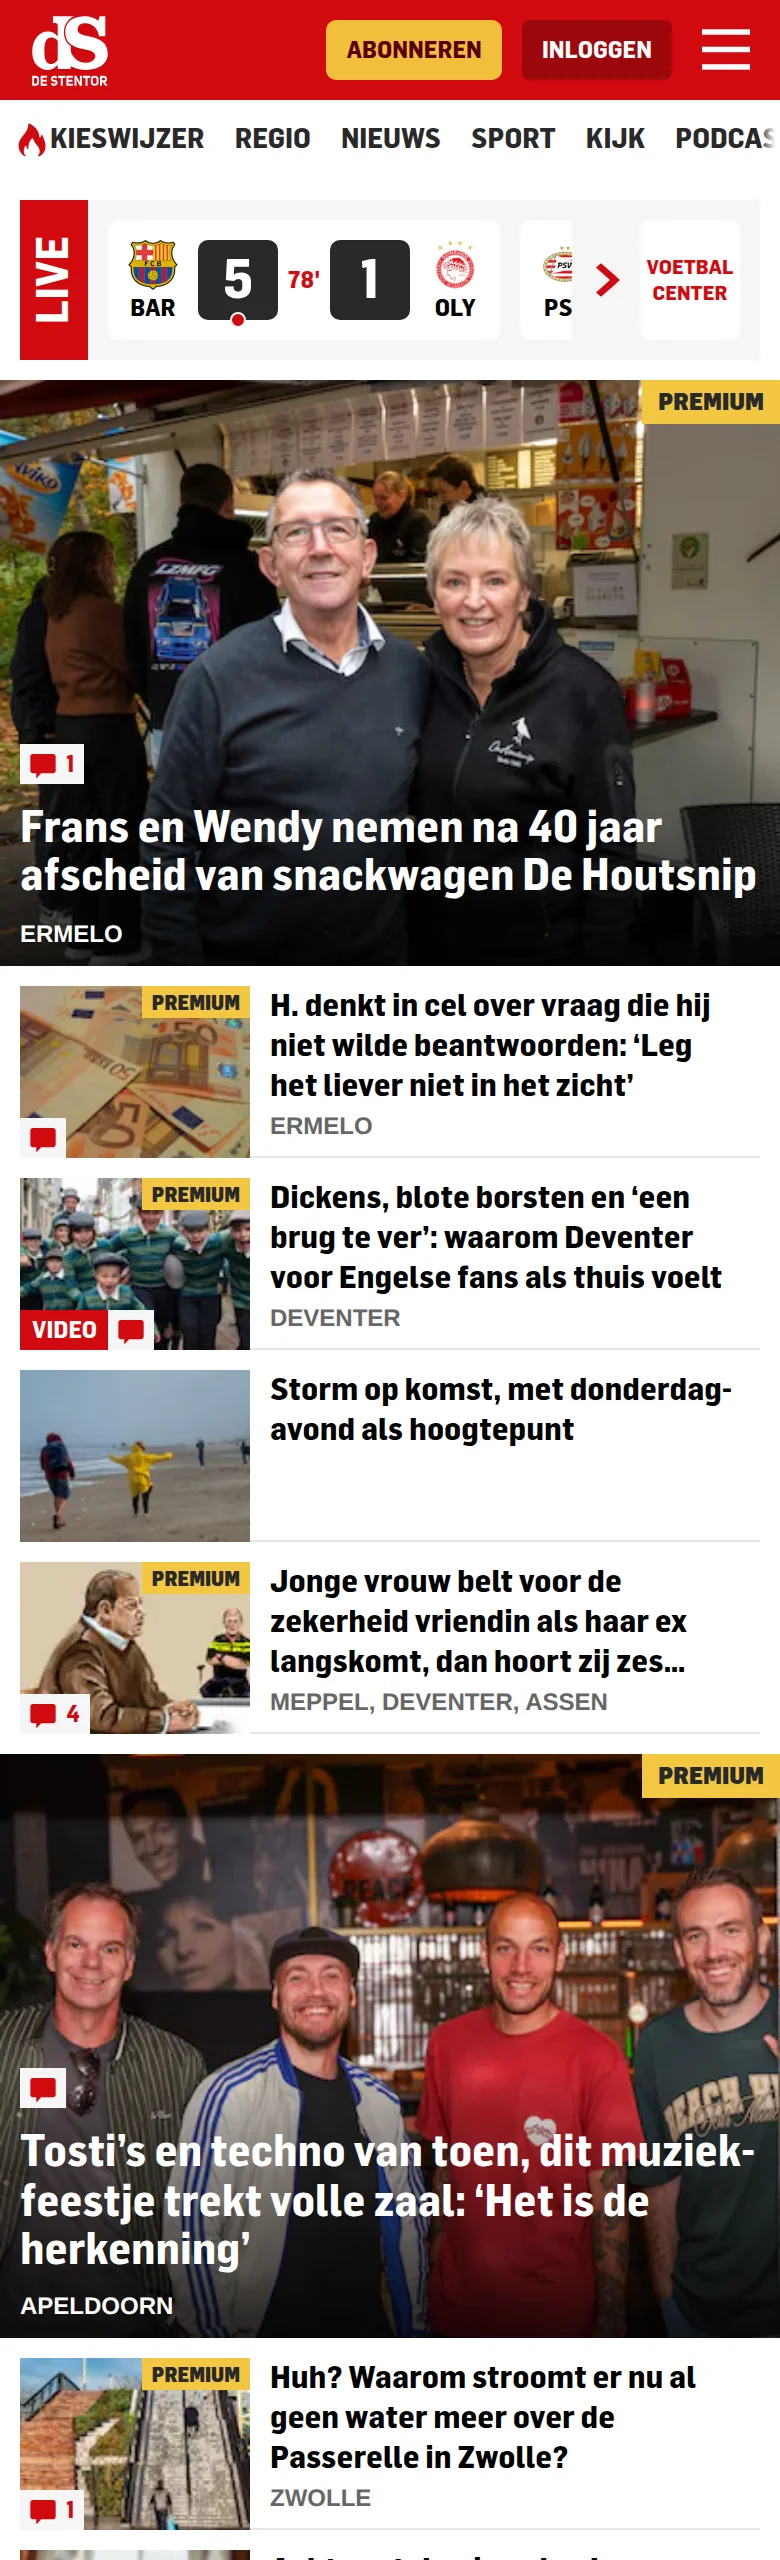 dS
DE STENTOR
ABONNEREN
INLOGGEN
KIESWIJZER REGIO NIEUWS SPORT KIJK PODCAS
LIVE
BAR
5
78'
1
OLY
PS
VOETBAL
CENTER
PREMIUM
1
Frans en Wendy nemen na 40 jaar
afscheid van snackwagen De Houtsnip
ERMELO
PREMIUM
H. denkt in cel over vraag die hij
niet wilde beantwoorden: ‘Leg
het liever niet in het zicht’
ERMELO
PREMIUM
VIDEO
Dickens, blote borsten en ‘een
brug te ver’: waarom Deventer
voor Engelse fans als thuis voelt
DEVENTER
Storm op komst, met donderdag-
avond als hoogtepunt
PREMIUM
4
Jonge vrouw belt voor de
zekerheid vriendin als haar ex
langskomt, dan hoort zij zes...
MEPPEL, DEVENTER, ASSEN
PREMIUM
Tosti’s en techno van toen, dit muziek-
feestje trekt volle zaal: ‘Het is de
herkenning’
APELDOORN
PREMIUM
1
Huh? Waarom stroomt er nu al
geen water meer over de
Passerelle in Zwolle?
ZWOLLE